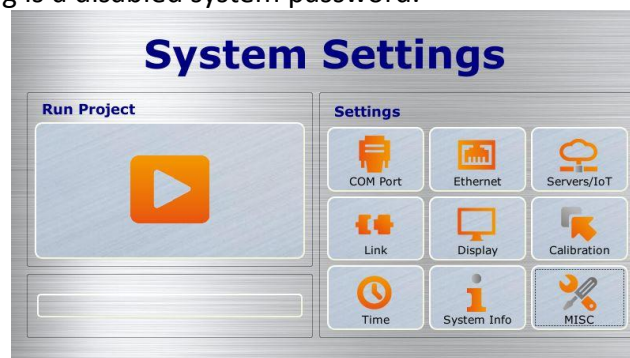 g is a disabled system password.
System Settings
Run Project
Settings
COM Port
Ethernet
Servers/IoT
Link
Display
Calibration
Time
System Info
MISC